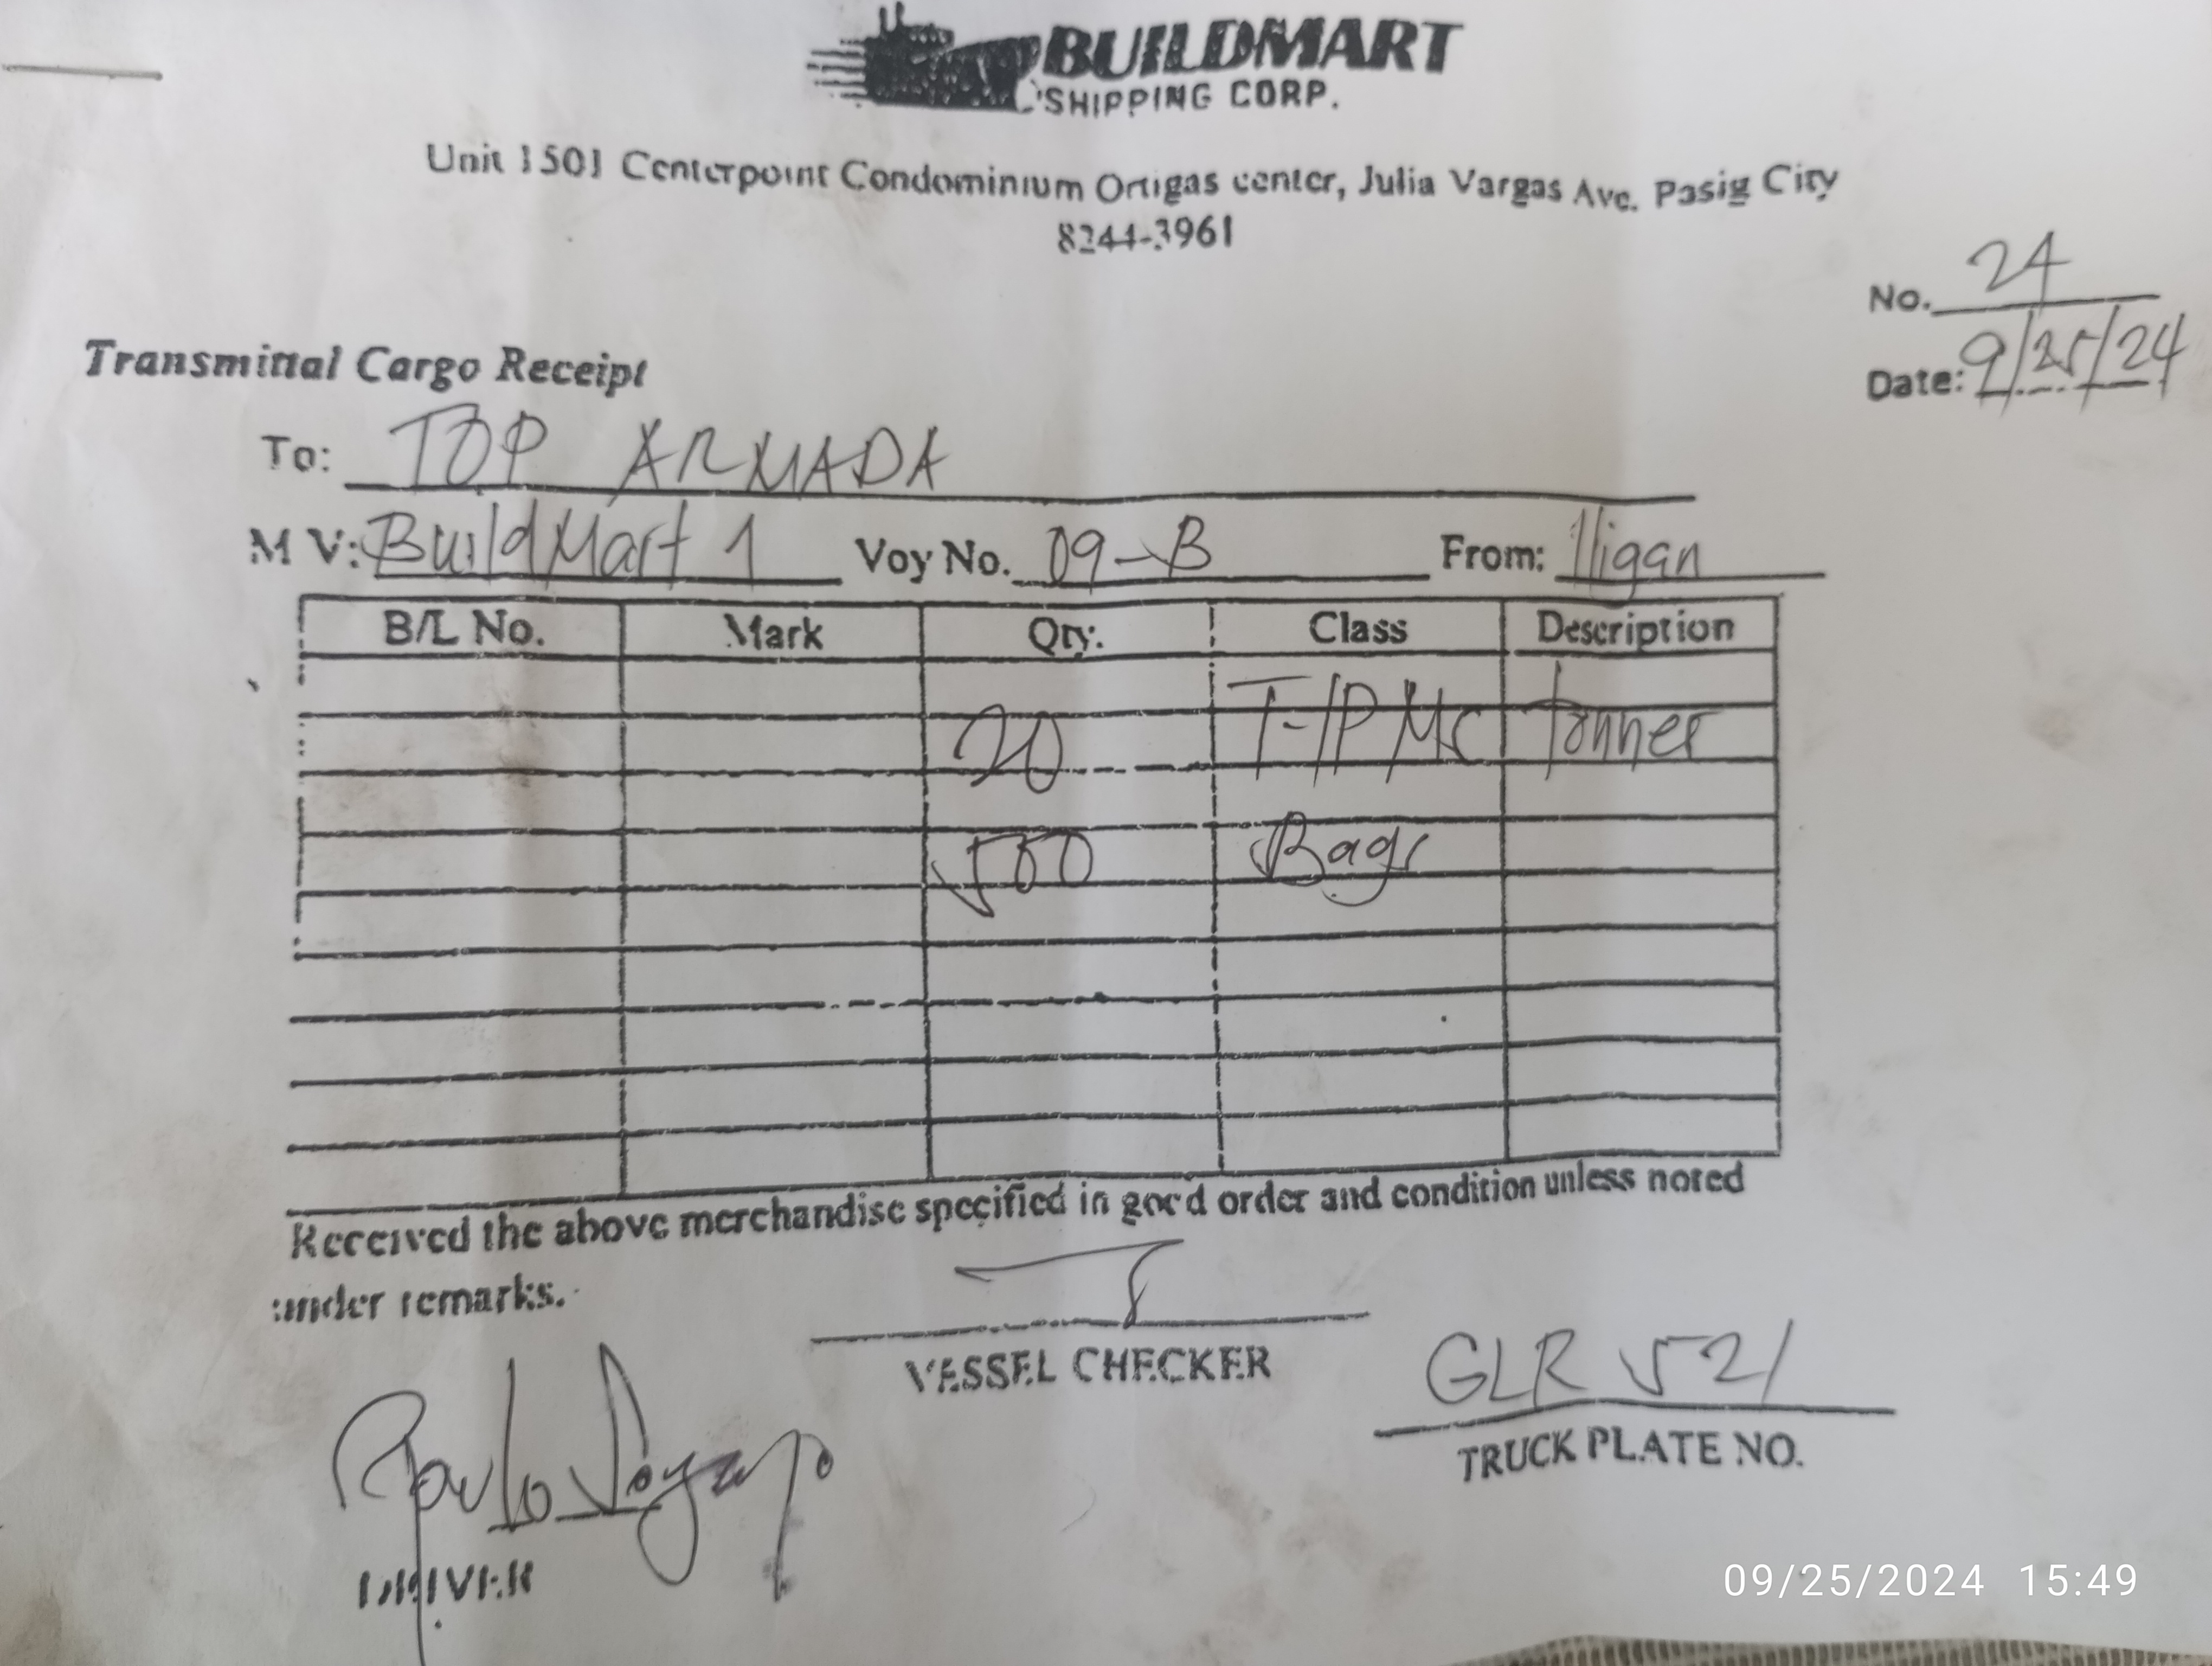 BUILDMART
SHIPPING CORP.
Unit 1501 Centerpoint Condominium Ortigas center, Julia Vargas Ave. Pasig City
8244-3961
No. 24
Date: 9/25/24
Transmittal Cargo Receipt
To: TOP ARMADA
M V: BuildMart 1 Voy No. 09-B From: Iligan
B/L No. Mark Qty. Class Description
20 T-1P MC tonner
500 Bags
Received the above merchandise specified in good order and condition unless noted
under remarks.
VESSEL CHECKER
GLR 521
TRUCK PLATE NO.
DRIVER
09/25/2024 15:49